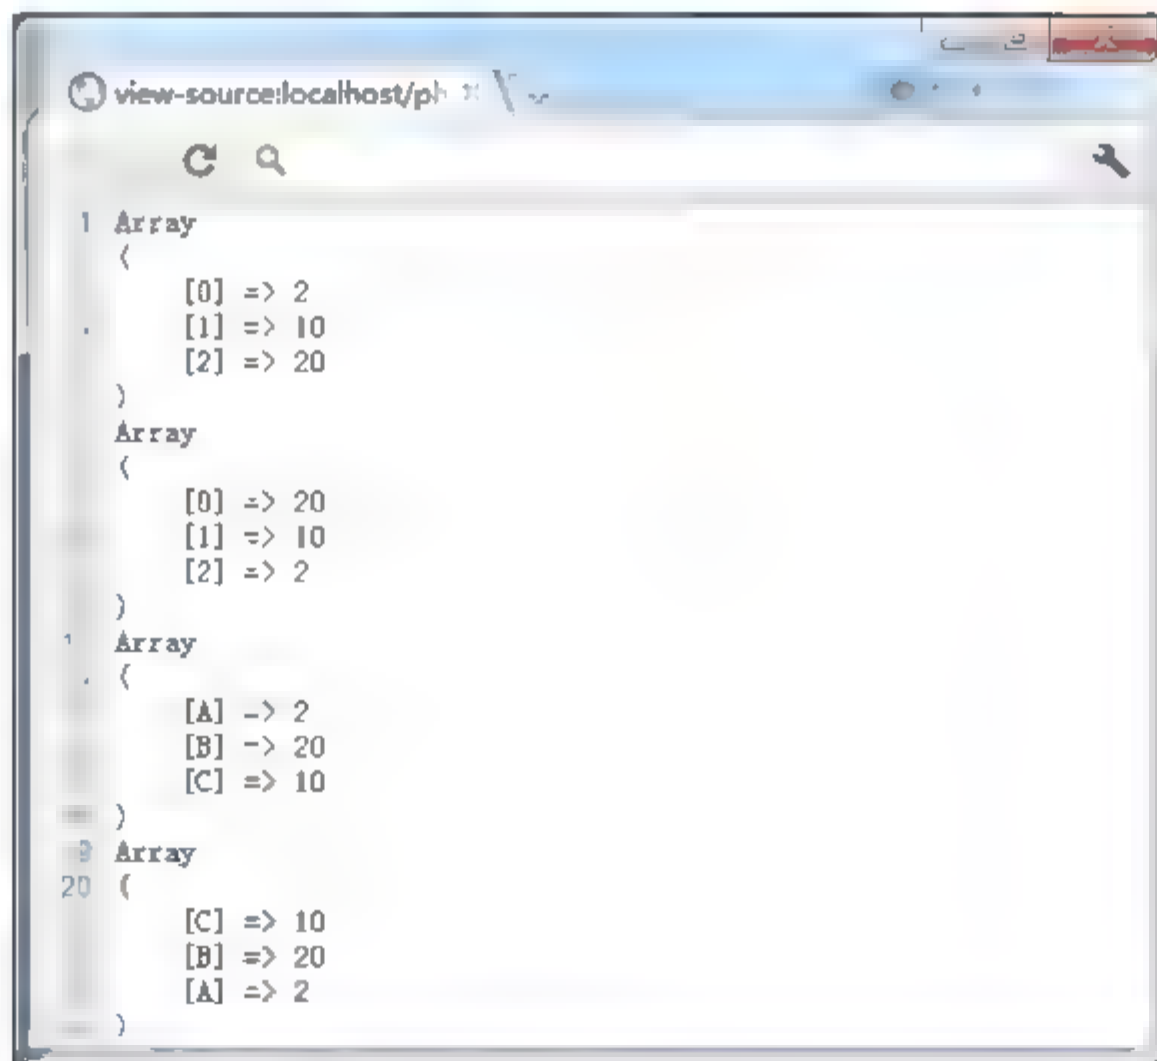 view-source:localhost/ph
1 Array
(
[0] => 2
[1] => 10
[2] => 20
)
Array
(
[0] => 20
[1] => 10
[2] => 2
)
Array
(
[A] => 2
[B] => 20
[C] => 10
)
9 Array
20 (
[C] => 10
[B] => 20
[A] => 2
)